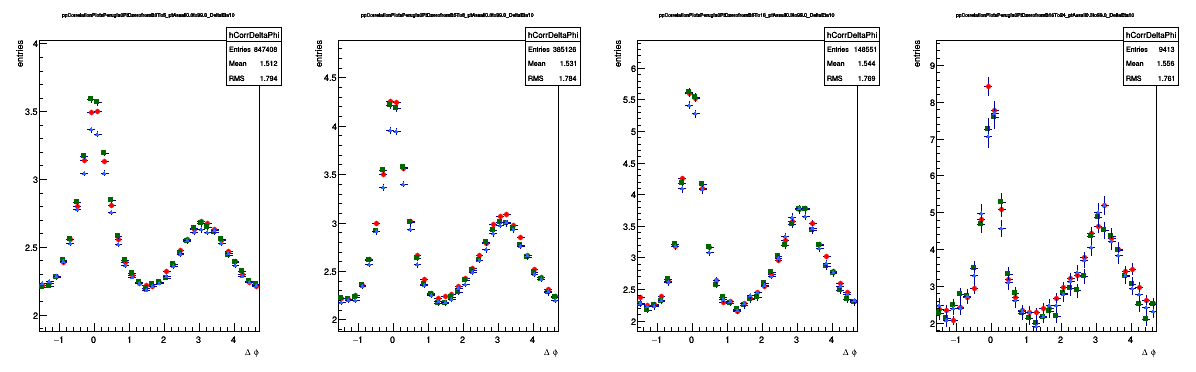 hCorrDeltaPhi
Entries 847408
Mean 1.512
RMS 1.794
entries
4
3.5
3
2.5
2
−1 0 1 2 3 4
Δ ϕ
hCorrDeltaPhi
Entries 385126
Mean 1.531
RMS 1.784
entries
4.5
4
3.5
3
2.5
2
−1 0 1 2 3 4
Δ ϕ
hCorrDeltaPhi
Entries 148551
Mean 1.544
RMS 1.769
entries
6
5.5
5
4.5
4
3.5
3
2.5
2
−1 0 1 2 3 4
Δ ϕ
hCorrDeltaPhi
Entries 9413
Mean 1.556
RMS 1.761
entries
9
8
7
6
5
4
3
2
−1 0 1 2 3 4
Δ ϕ